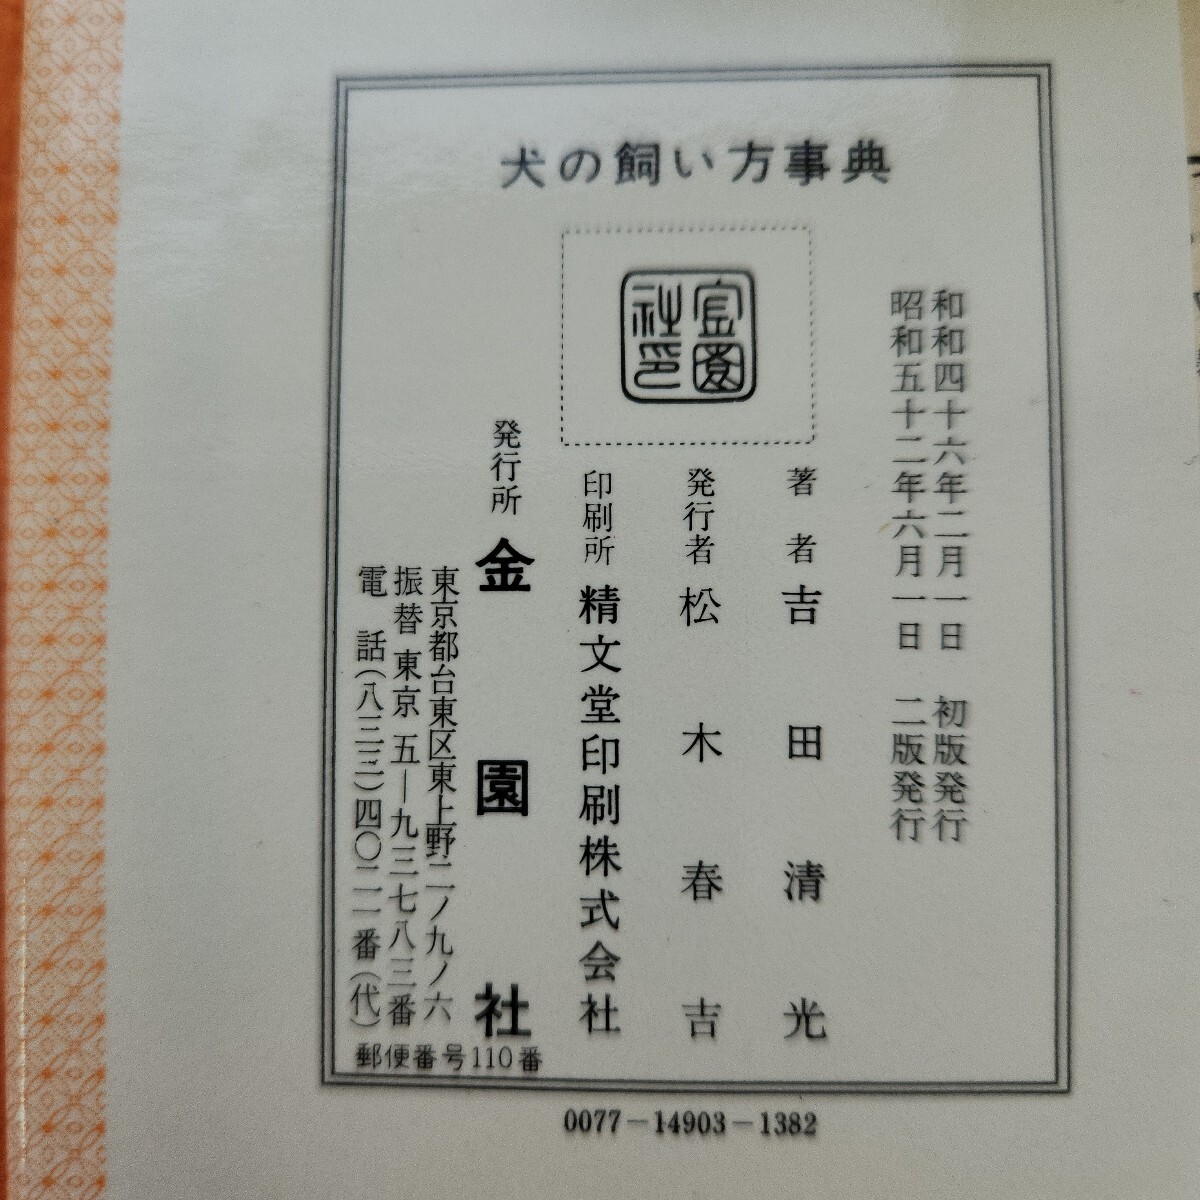 犬の飼い方事典
和和四十六年二月一日 初版発行
昭和五十二年六月一日 二版発行
著者 吉田清光
発行者 松木春吉
印刷所 精文堂印刷株式会社
発行所 金園社
東京都台東区東上野二ノ九ノ六
振替東京五―九三七八三番
電話(八三三)四〇二一番(代)
郵便番号110番
0077-14903-1382